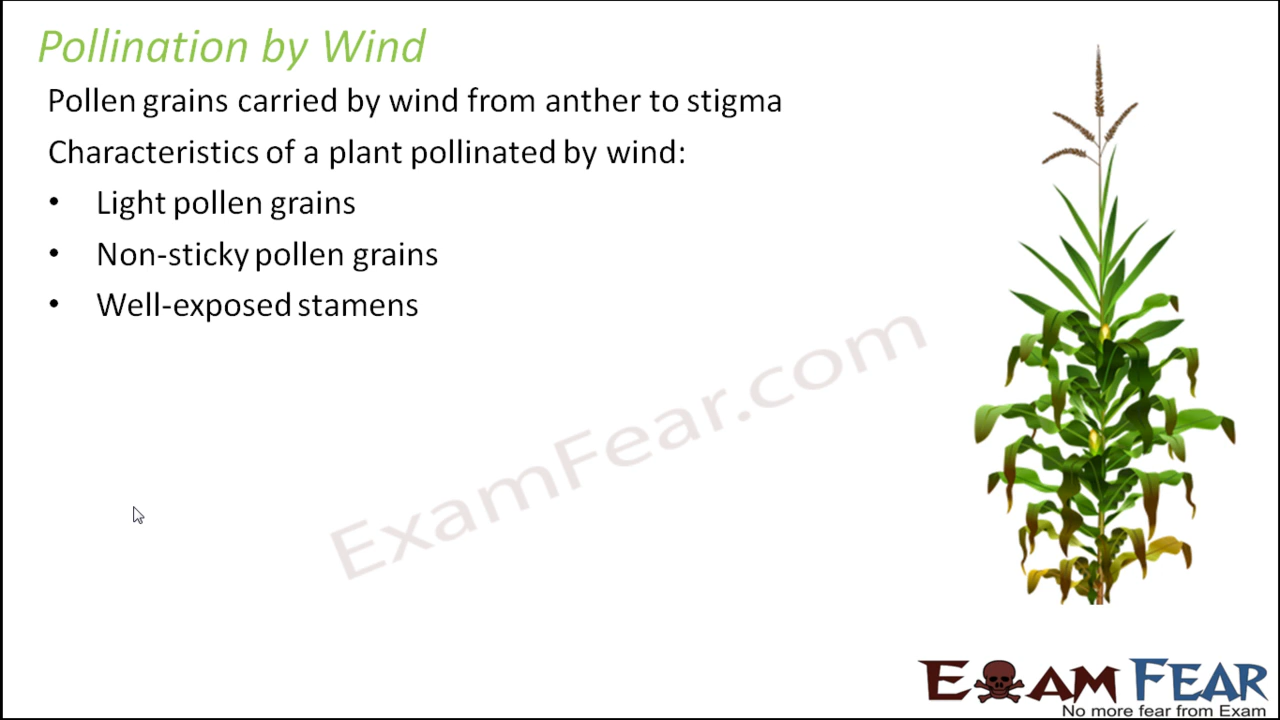 Pollination by Wind
Pollen grains carried by wind from anther to stigma
Characteristics of a plant pollinated by wind:
• Light pollen grains
• Non-sticky pollen grains
• Well-exposed stamens
ExamFear.com
EXAM FEAR
No more fear from Exam